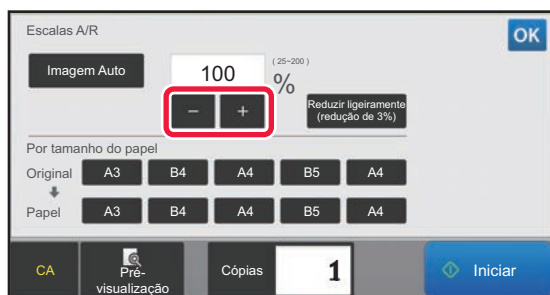 Escalas A/R
OK
Imagem Auto
100
(25~200)
%
－ ＋
Reduzir ligeiramente
(redução de 3%)
Por tamanho do papel
Original A3 B4 A4 B5 A4
Papel A3 B4 A4 B5 A4
CA
Pré-
visualização
Cópias 1
Iniciar